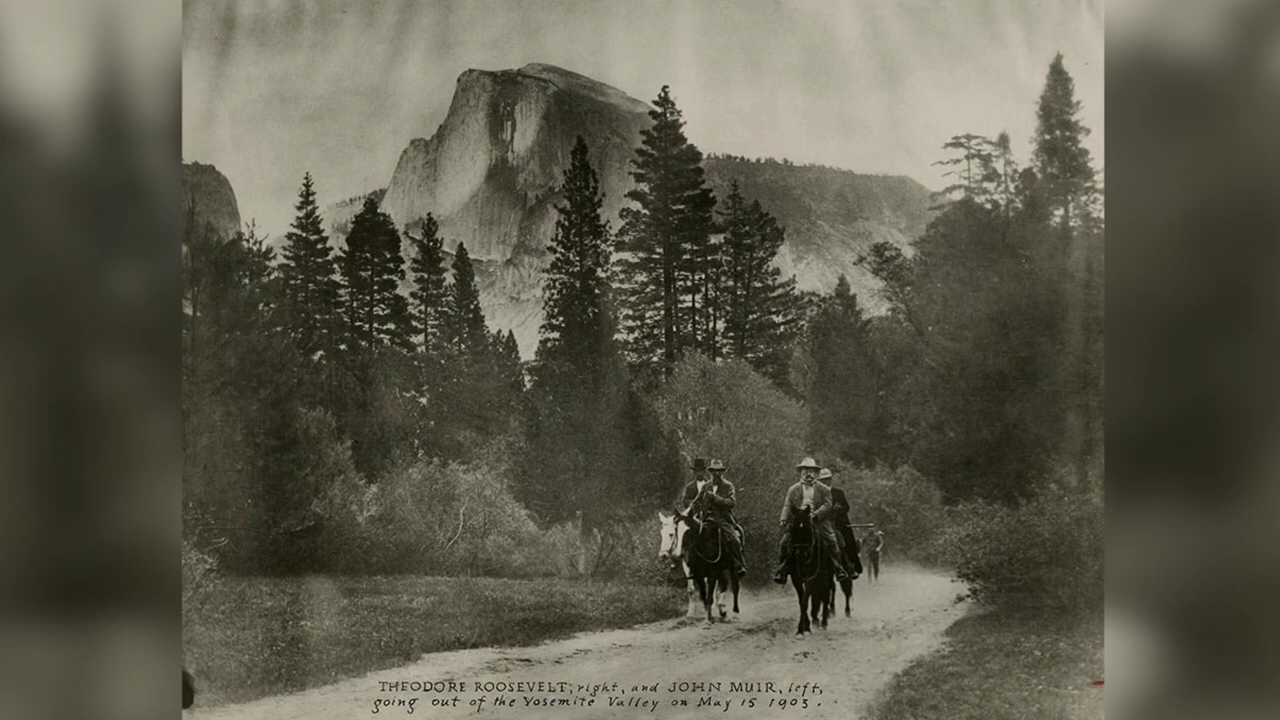 THEODORE ROOSEVELT, right, and JOHN MUIR, left,
going out of the Yosemite Valley on May 15 1903.